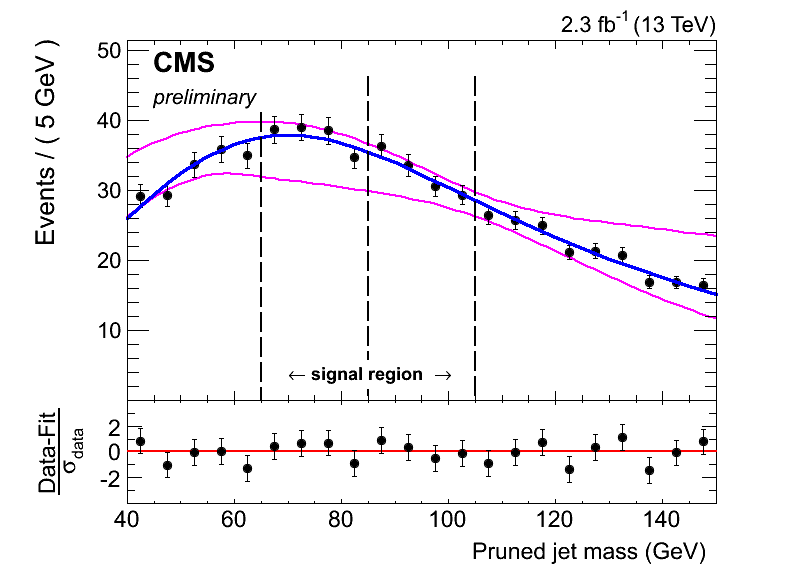 2.3 fb⁻¹ (13 TeV)
CMS
preliminary
Events / ( 5 GeV )
50
40
30
20
10
← signal region →
Data-Fit
σdata
2
0
-2
40 60 80 100 120 140
Pruned jet mass (GeV)